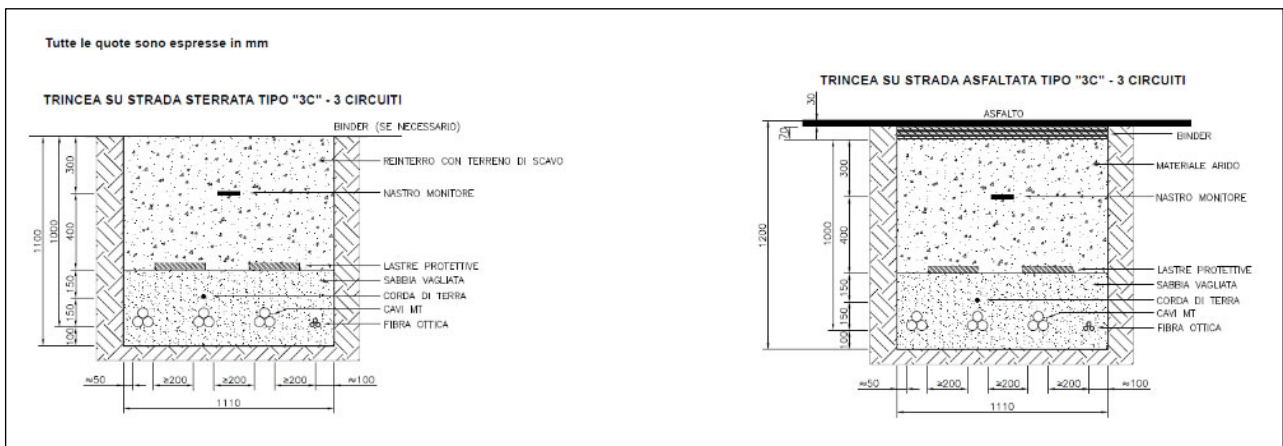 Tutte le quote sono espresse in mm
TRINCEA SU STRADA STERRATA TIPO "3C" - 3 CIRCUITI
BINDER (SE NECESSARIO)
REINTERRO CON TERRENO DI SCAVO
NASTRO MONITORE
LASTRE PROTETTIVE
SABBIA VAGLIATA
CORDA DI TERRA
CAVI MT
FIBRA OTTICA
1100
1000
300
400
150
150
100
≈50
≥200
≥200
≥200
≈100
1110
TRINCEA SU STRADA ASFALTATA TIPO "3C" - 3 CIRCUITI
30
ASFALTO
70
BINDER
MATERIALE ARIDO
NASTRO MONITORE
LASTRE PROTETTIVE
SABBIA VAGLIATA
CORDA DI TERRA
CAVI MT
FIBRA OTTICA
1200
1000
300
400
150
150
100
≈50
≥200
≥200
≥200
≈100
1110